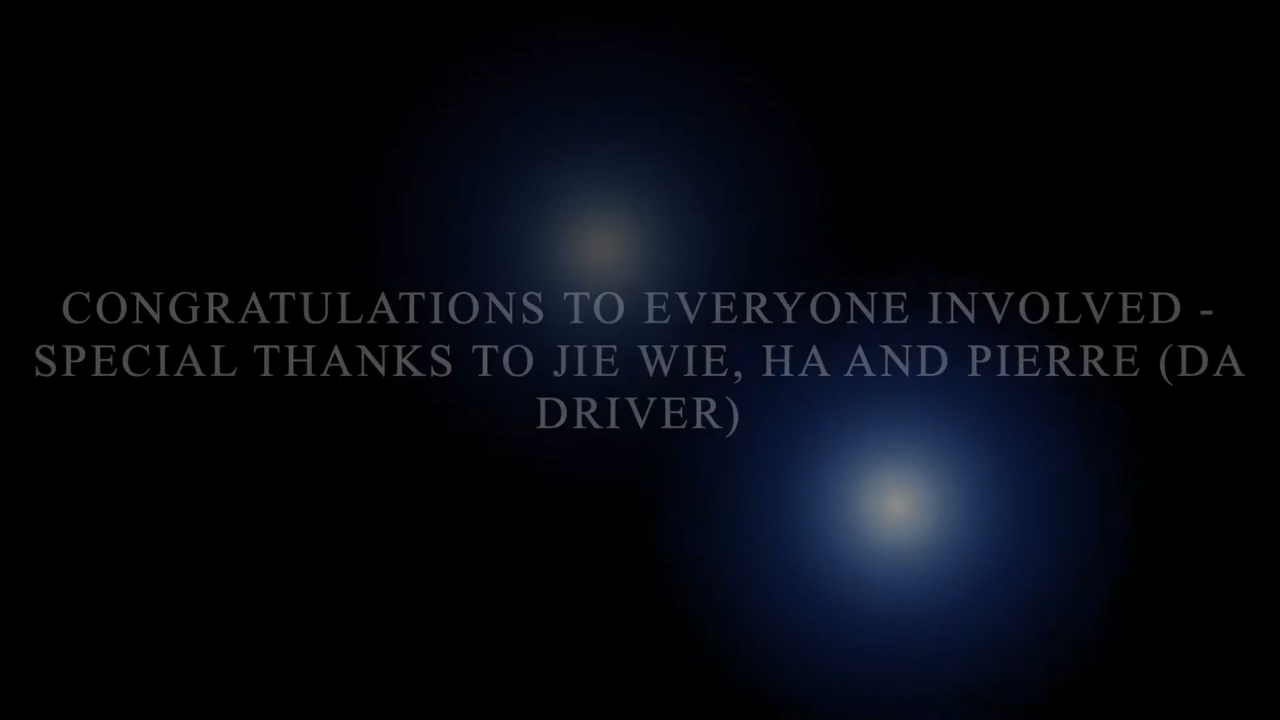 CONGRATULATIONS TO EVERYONE INVOLVED -
SPECIAL THANKS TO JIE WIE, HA AND PIERRE (DA
DRIVER)